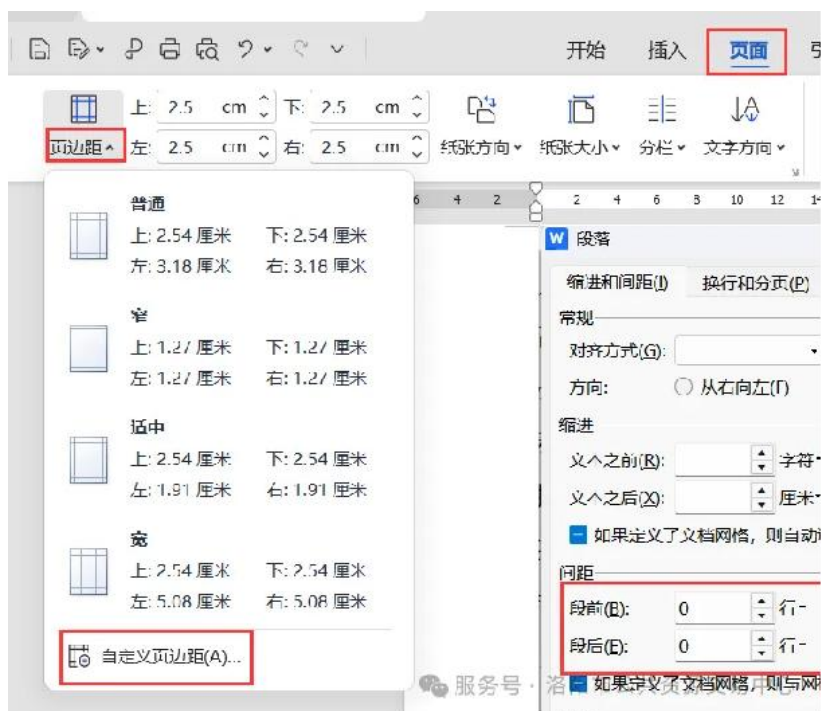 开始 插入 页面
上: 2.5 cm 下: 2.5 cm
页边距 左: 2.5 cm 右: 2.5 cm 纸张方向 纸张大小 分栏 文字方向
6 4 2 2 4 6 8 10 12
普通
上: 2.54 厘米 下: 2.54 厘米
左: 3.18 厘米 右: 3.18 厘米
窄
上: 1.27 厘米 下: 1.27 厘米
左: 1.27 厘米 右: 1.27 厘米
适中
上: 2.54 厘米 下: 2.54 厘米
左: 1.91 厘米 右: 1.91 厘米
宽
上: 2.54 厘米 下: 2.54 厘米
左: 5.08 厘米 右: 5.08 厘米
自定义页边距(A)...
W 段落
缩进和间距(I) 换行和分页(P)
常规
对齐方式(G):
方向: 从右向左(F)
缩进
文本之前(R): 字符
文本之后(X): 厘米
如果定义了文档网格，则自动
间距
段前(B): 0 行
段后(E): 0 行
如果定义了文档网格，则与网
服务号 · 洛